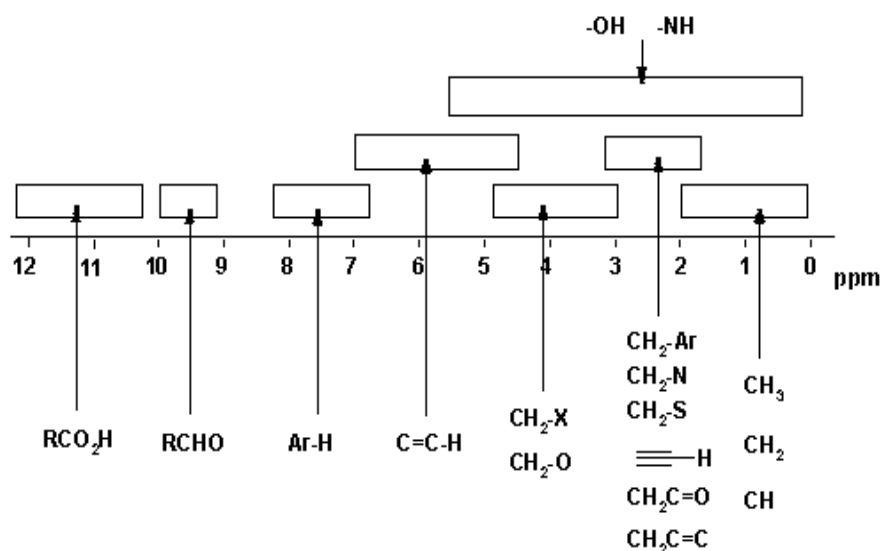 -OH -NH
12 11 10 9 8 7 6 5 4 3 2 1 0 ppm
RCO₂H
RCHO
Ar-H
C=C-H
CH₂-X
CH₂-O
CH₂-Ar
CH₂-N
CH₂-S
H
CH₂C=O
CH₂C=C
CH₃
CH₂
CH